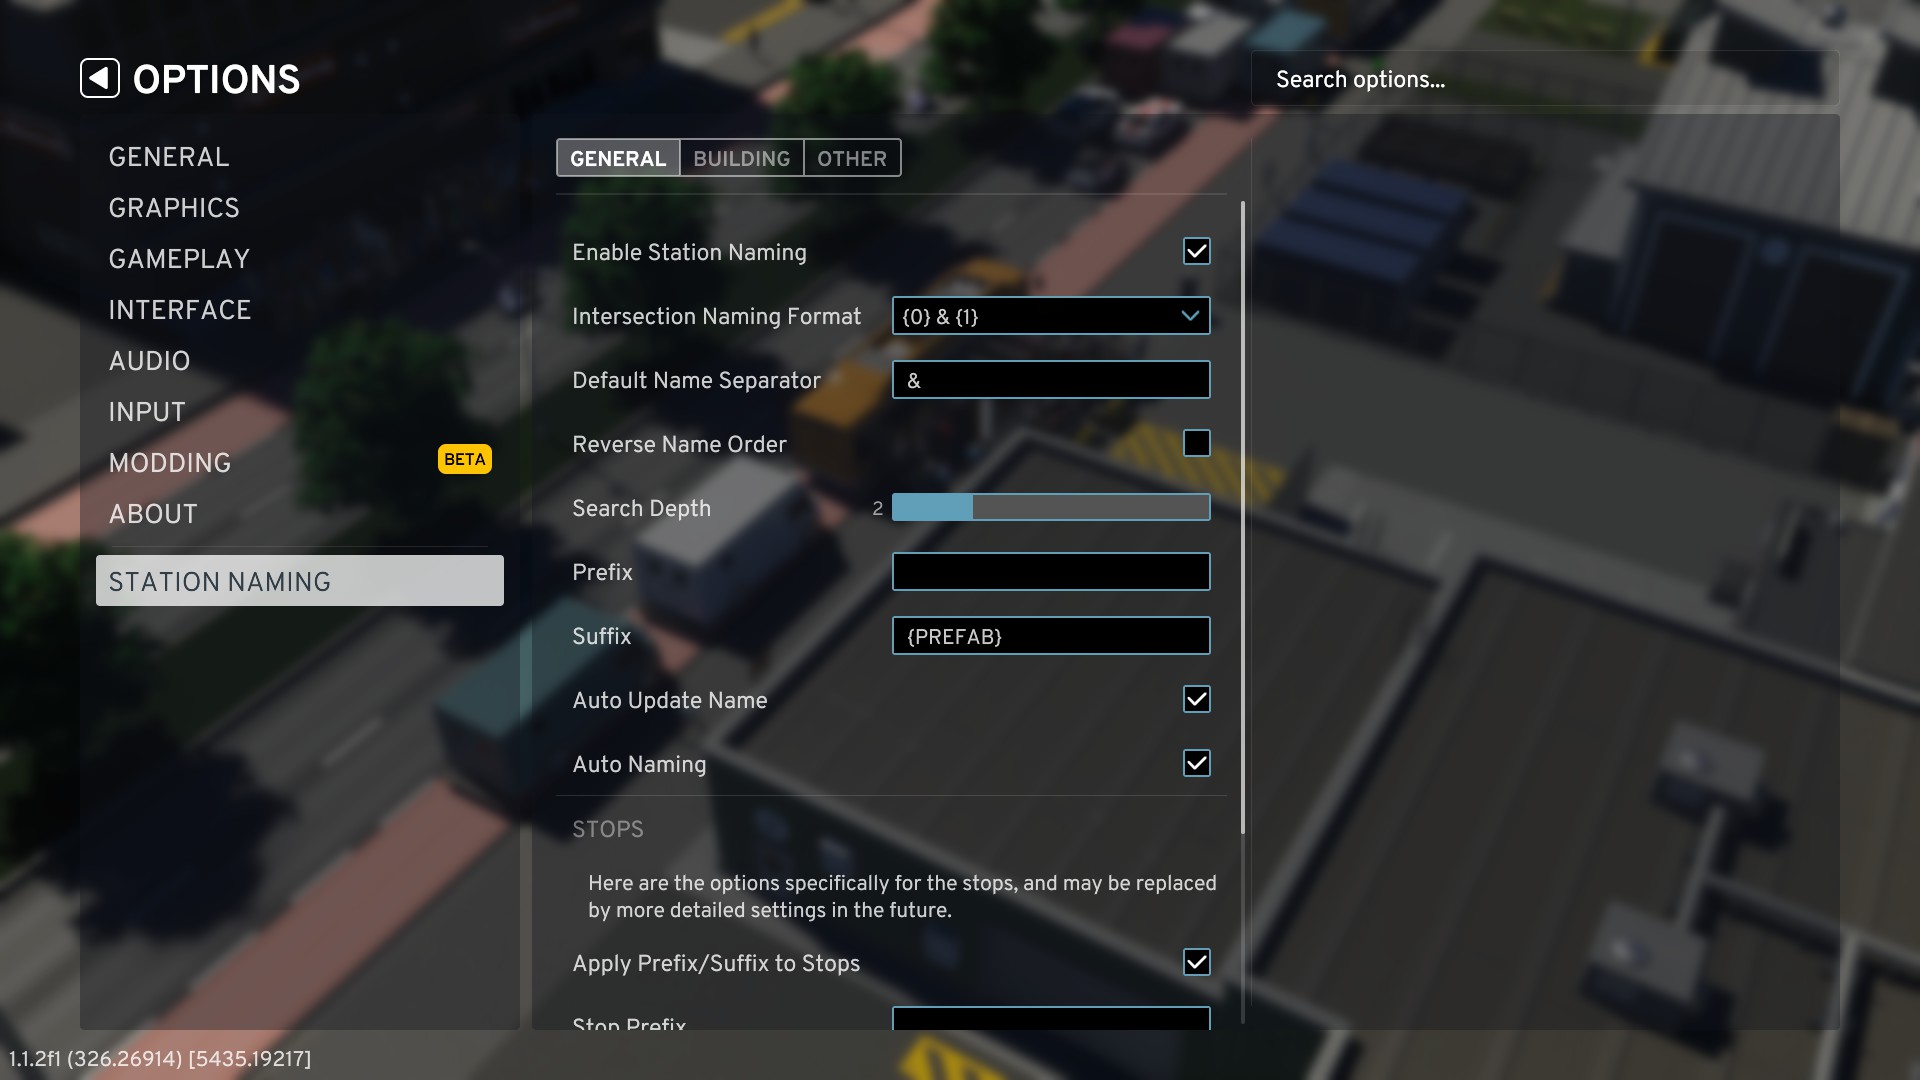 OPTIONS
Search options...
GENERAL
GRAPHICS
GAMEPLAY
INTERFACE
AUDIO
INPUT
MODDING
BETA
ABOUT
STATION NAMING
GENERAL
BUILDING
OTHER
Enable Station Naming
Intersection Naming Format
{0} & {1}
Default Name Separator
&
Reverse Name Order
Search Depth
2
Prefix
Suffix
{PREFAB}
Auto Update Name
Auto Naming
STOPS
Here are the options specifically for the stops, and may be replaced
by more detailed settings in the future.
Apply Prefix/Suffix to Stops
Stop Prefix
1.1.2f1 (326.26914) [5435.19217]